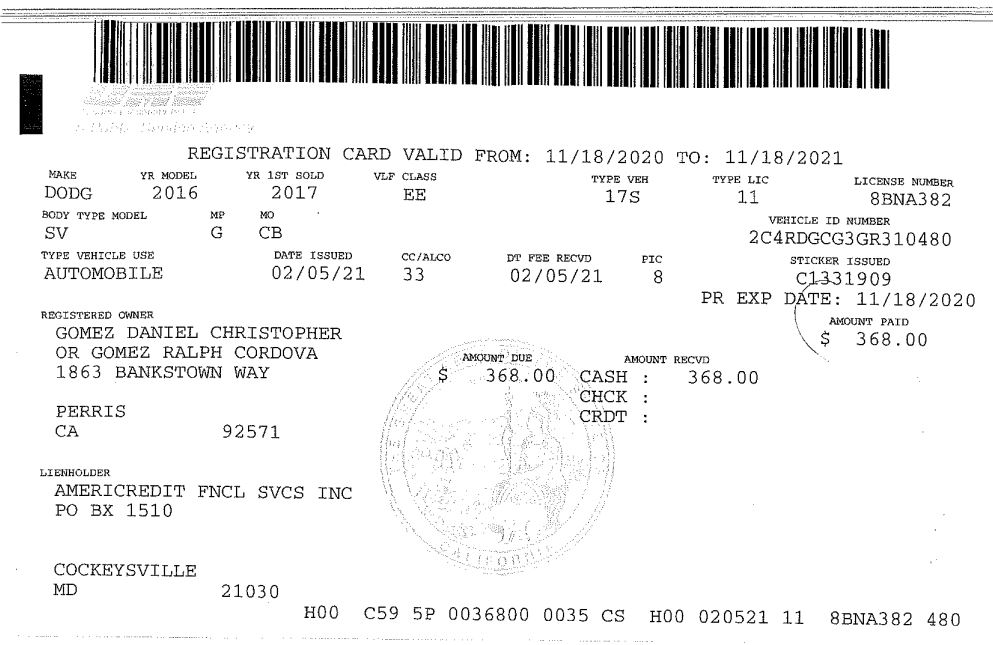 A Public Service Agency
REGISTRATION CARD VALID FROM: 11/18/2020 TO: 11/18/2021
MAKE YR MODEL YR 1ST SOLD VLF CLASS TYPE VEH TYPE LIC LICENSE NUMBER
DODG 2016 2017 EE 17S 11 8BNA382
BODY TYPE MODEL MP MO VEHICLE ID NUMBER
SV G CB 2C4RDGCG3GR310480
TYPE VEHICLE USE DATE ISSUED CC/ALCO DT FEE RECVD PIC STICKER ISSUED
AUTOMOBILE 02/05/21 33 02/05/21 8 C1331909
PR EXP DATE: 11/18/2020
REGISTERED OWNER AMOUNT PAID
GOMEZ DANIEL CHRISTOPHER $ 368.00
OR GOMEZ RALPH CORDOVA AMOUNT DUE AMOUNT RECVD
1863 BANKSTOWN WAY $ 368.00 CASH : 368.00
CHCK :
PERRIS CRDT :
CA 92571
LIENHOLDER
AMERICREDIT FNCL SVCS INC
PO BX 1510
CALIFORNIA
COCKEYSVILLE
MD 21030
H00 C59 5P 0036800 0035 CS H00 020521 11 8BNA382 480